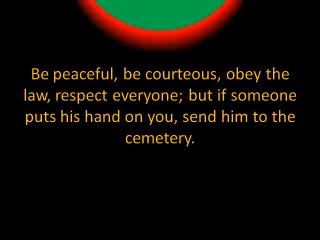 Be peaceful, be courteous, obey the
law, respect everyone; but if someone
puts his hand on you, send him to the
cemetery.